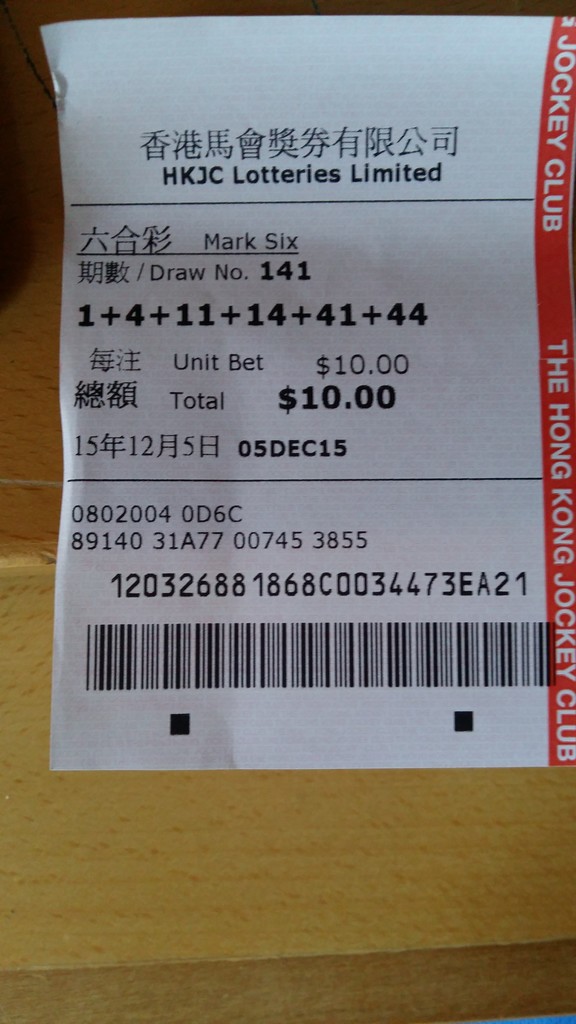 香港馬會獎券有限公司
HKJC Lotteries Limited
六合彩 Mark Six
期數 / Draw No. 141
1+4+11+14+41+44
每注 Unit Bet $10.00
總額 Total $10.00
15年12月5日 05DEC15
0802004 0D6C
89140 31A77 00745 3855
120326881868C0034473EA21
G JOCKEY CLUB
THE HONG KONG JOCKEY CLUB